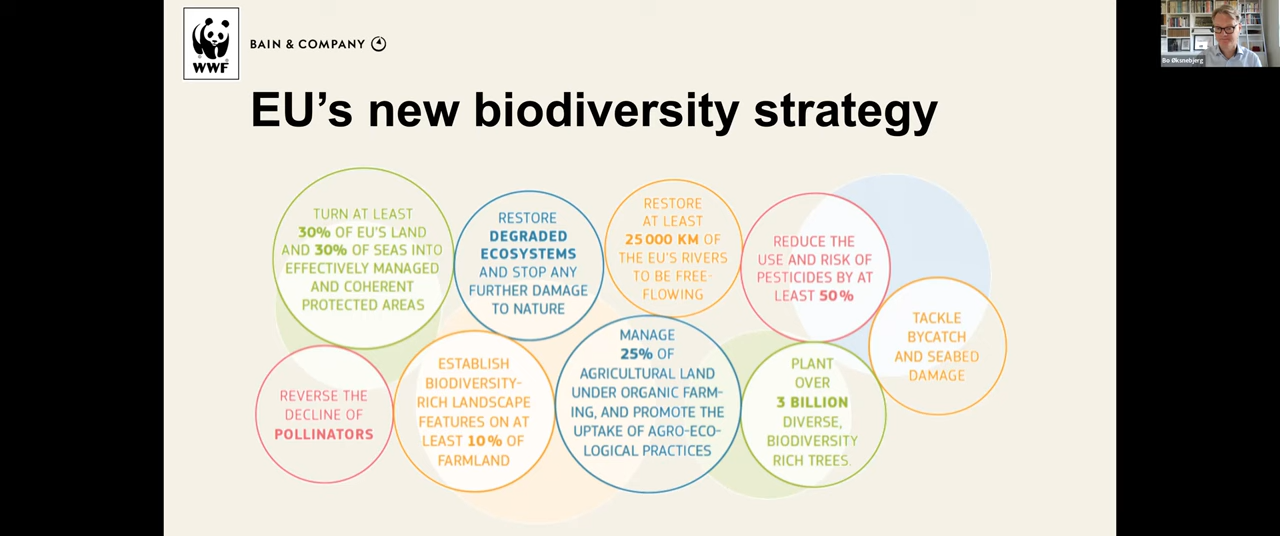 WWF
BAIN & COMPANY
Bo Øksnebjerg
EU's new biodiversity strategy
TURN AT LEAST
30% OF EU'S LAND
AND 30% OF SEAS INTO
EFFECTIVELY MANAGED
AND COHERENT
PROTECTED AREAS
RESTORE
DEGRADED
ECOSYSTEMS
AND STOP ANY
FURTHER DAMAGE
TO NATURE
RESTORE
AT LEAST
25 000 KM OF
THE EU'S RIVERS
TO BE FREE-
FLOWING
REDUCE THE
USE AND RISK OF
PESTICIDES BY AT
LEAST 50%
TACKLE
BYCATCH
AND SEABED
DAMAGE
REVERSE THE
DECLINE OF
POLLINATORS
ESTABLISH
BIODIVERSITY-
RICH LANDSCAPE
FEATURES ON AT
LEAST 10% OF
FARMLAND
MANAGE
25% OF
AGRICULTURAL LAND
UNDER ORGANIC FARM-
ING, AND PROMOTE THE
UPTAKE OF AGRO-ECO-
LOGICAL PRACTICES
PLANT
OVER
3 BILLION
DIVERSE,
BIODIVERSITY
RICH TREES.